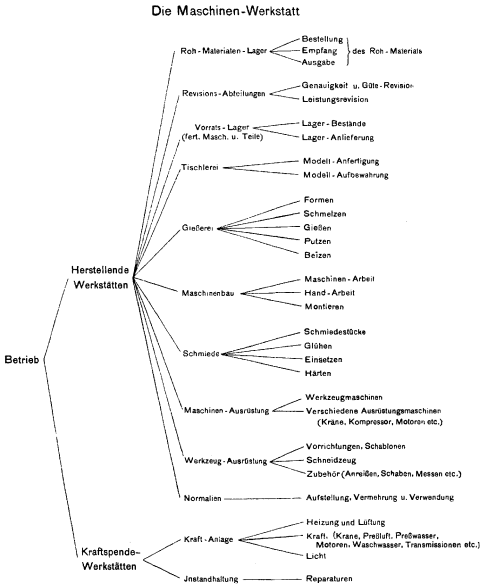 Die Maschinen-Werkstatt
Bestellung
Roh-Materialen-Lager
Empfang
des Roh-Materials
Ausgabe
Genauigkeit u. Güte-Revision
Revisions-Abteilungen
Leistungsrevision
Vorrats-Lager
(fert. Masch. u. Teile)
Lager-Bestände
Lager-Anlieferung
Tischlerei
Modell-Anfertigung
Modell-Aufbewahrung
Formen
Schmelzen
Gießerei
Gießen
Putzen
Beizen
Herstellende
Werkstätten
Maschinen-Arbeit
Maschinenbau
Hand-Arbeit
Montieren
Schmiedestücke
Glühen
Schmiede
Einsetzen
Härten
Betrieb
Werkzeugmaschinen
Maschinen-Ausrüstung
Verschiedene Ausrüstungsmaschinen
(Krane, Kompressor, Motoren etc.)
Vorrichtungen, Schablonen
Werkzeug-Ausrüstung
Schneidzeug
Zubehör (Anreißen, Schaben, Messen etc.)
Normalien
Aufstellung, Vermehrung u. Verwendung
Heizung und Lüftung
Kraft-Anlage
Kraft. (Krane, Preßluft, Preßwasser,
Motoren, Waschwasser, Transmissionen etc.)
Licht
Kraftspende-
Werkstätten
Jnstandhaltung
Reparaturen